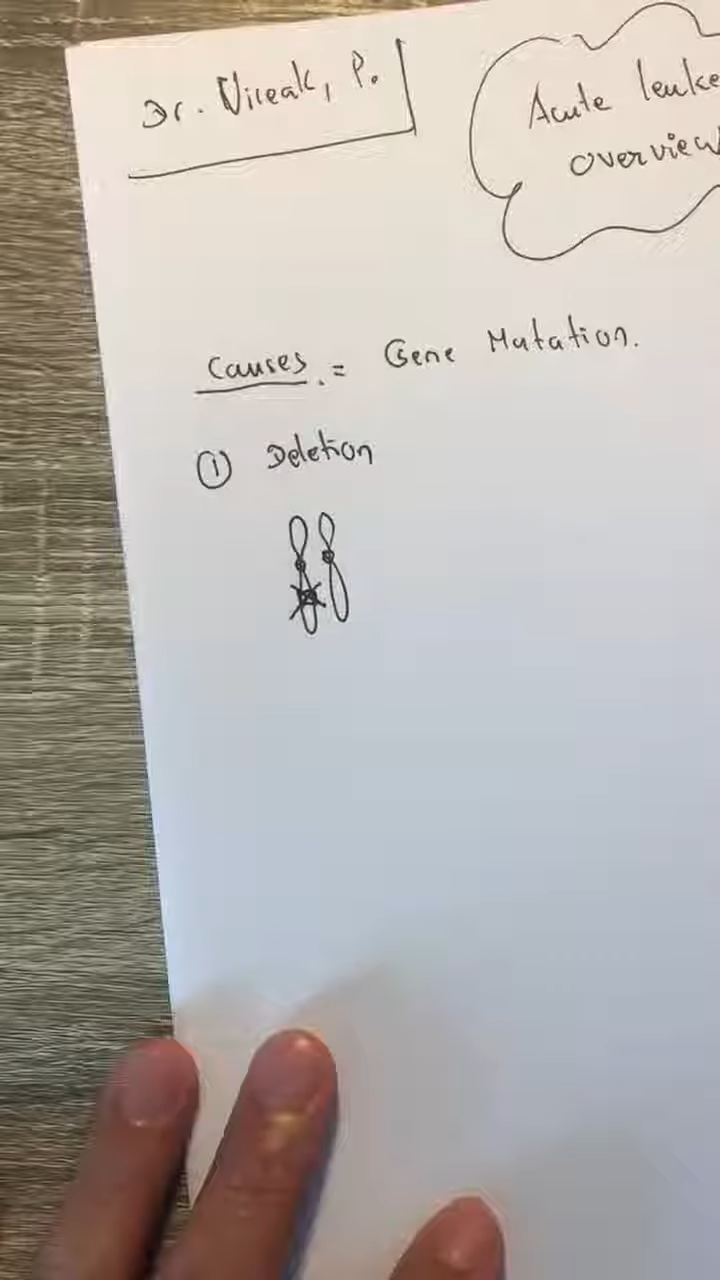 Dr. Vireak, P.
Acute leuke
overview
Causes. = Gene Mutation.
① Deletion